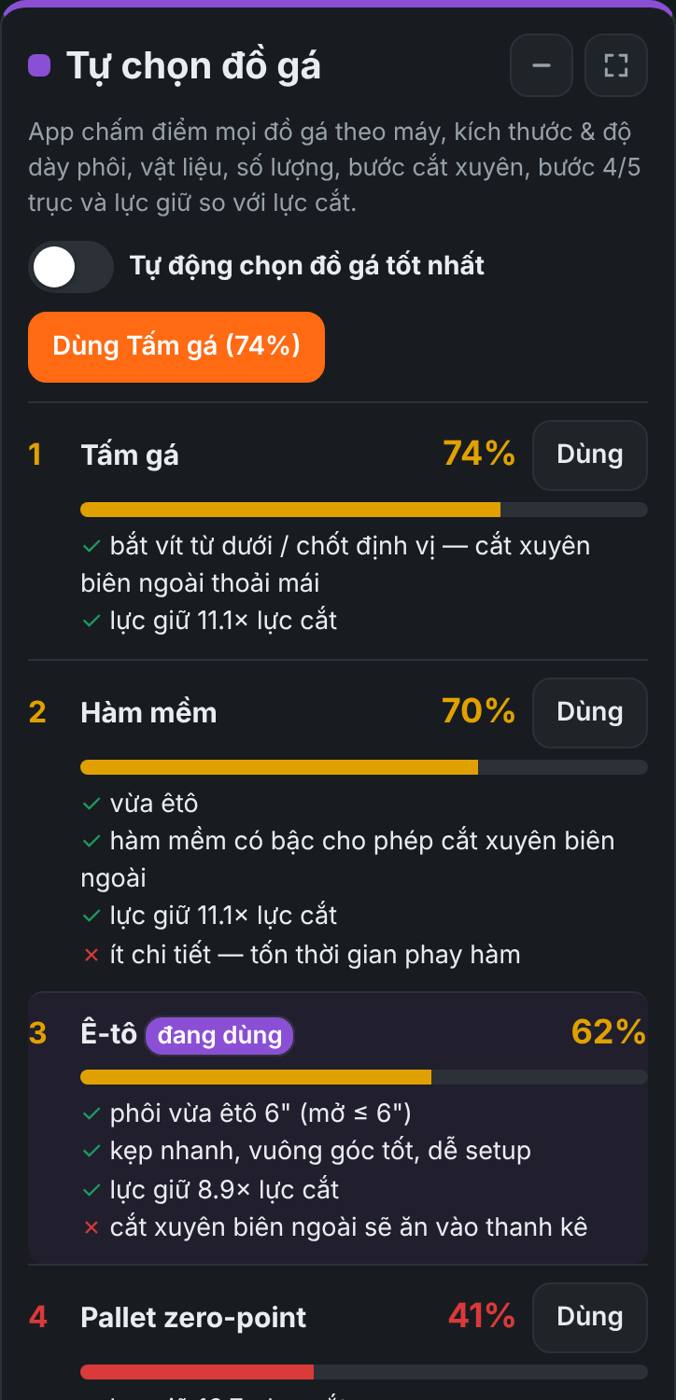 Tự chọn đồ gá
App chấm điểm mọi đồ gá theo máy, kích thước & độ
dày phôi, vật liệu, số lượng, bước cắt xuyên, bước 4/5
trục và lực giữ so với lực cắt.
Tự động chọn đồ gá tốt nhất
Dùng Tấm gá (74%)
1 Tấm gá 74% Dùng
✓ bắt vít từ dưới / chốt định vị — cắt xuyên
biên ngoài thoải mái
✓ lực giữ 11.1× lực cắt
2 Hàm mềm 70% Dùng
✓ vừa êtô
✓ hàm mềm có bậc cho phép cắt xuyên biên
ngoài
✓ lực giữ 11.1× lực cắt
× ít chi tiết — tốn thời gian phay hàm
3 Ê-tô đang dùng 62%
✓ phôi vừa êtô 6" (mở ≤ 6")
✓ kẹp nhanh, vuông góc tốt, dễ setup
✓ lực giữ 8.9× lực cắt
× cắt xuyên biên ngoài sẽ ăn vào thanh kê
4 Pallet zero-point 41% Dùng